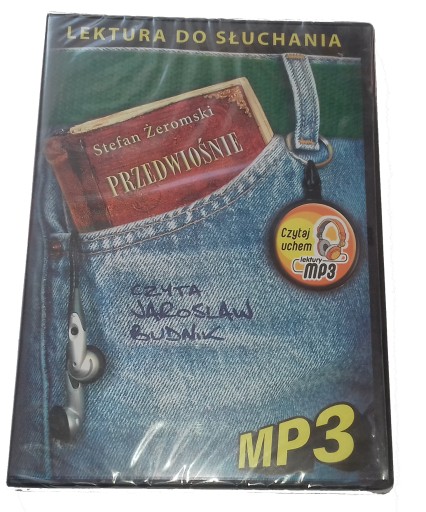 LEKTURA DO SŁUCHANIA
Stefan Żeromski
PRZEDWIOŚNIE
Czytaj
uchem
lektury
MP3
CZYTA
JAROSŁAW
BUDNIK
MP3